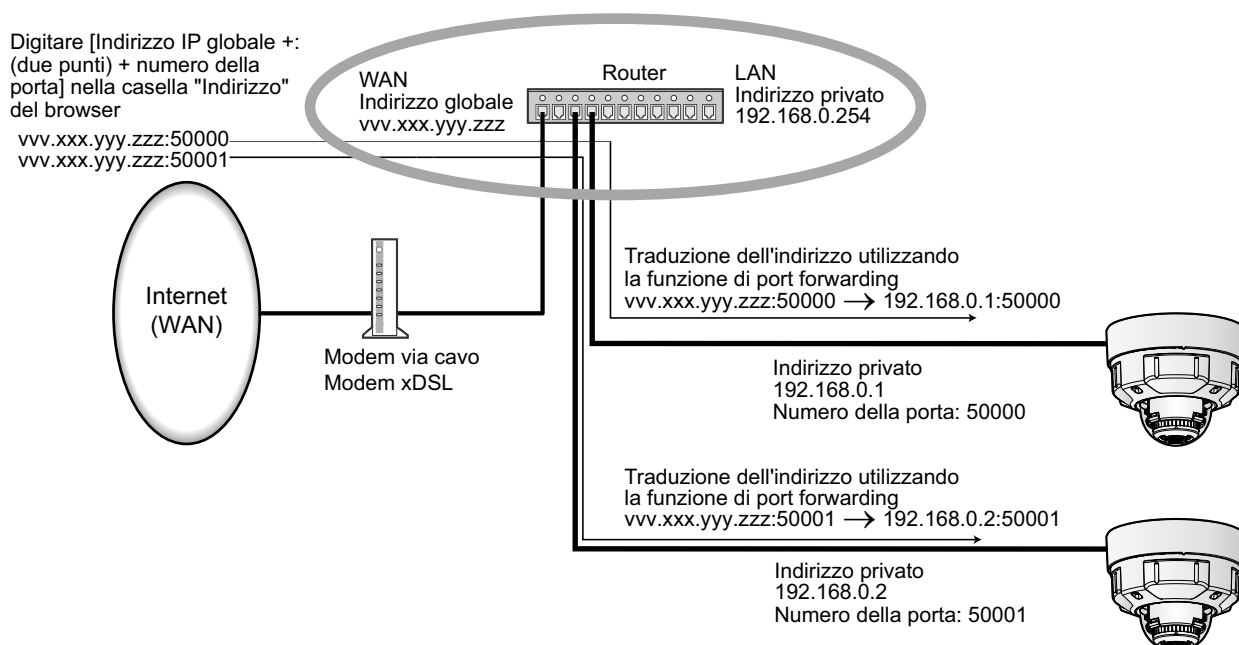 Digitare [Indirizzo IP globale +:
(due punti) + numero della
porta] nella casella "Indirizzo"
del browser
vvv.xxx.yyy.zzz:50000
vvv.xxx.yyy.zzz:50001
WAN
Indirizzo globale
vvv.xxx.yyy.zzz
Router
LAN
Indirizzo privato
192.168.0.254
Internet
(WAN)
Modem via cavo
Modem xDSL
Traduzione dell'indirizzo utilizzando
la funzione di port forwarding
vvv.xxx.yyy.zzz:50000 → 192.168.0.1:50000
Indirizzo privato
192.168.0.1
Numero della porta: 50000
Traduzione dell'indirizzo utilizzando
la funzione di port forwarding
vvv.xxx.yyy.zzz:50001 → 192.168.0.2:50001
Indirizzo privato
192.168.0.2
Numero della porta: 50001